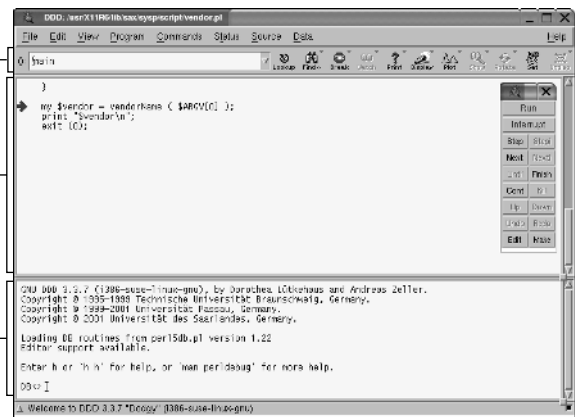 DDD: /usr/X11R6/lib/sax/sysp/script/vendor.pl
File Edit View Program Commands Status Source Data Help
(): main
Lookup Find» Break Watch Print Display Plot Rotate Set
}
my $vendor = vendorName ( $ARGV[0] );
print "$vendor\n";
exit (0);
Run
Interrupt
Step Stepi
Next Nexti
Until Finish
Cont Kill
Up Down
Undo Redo
Edit Make
GNU DDD 3.3.7 (i386-suse-linux-gnu), by Dorothea Lütkehaus and Andreas Zeller.
Copyright © 1995-1999 Technische Universität Braunschweig, Germany.
Copyright © 1999-2001 Universität Passau, Germany.
Copyright © 2001 Universität des Saarlandes, Germany.
Loading DB routines from perl5db.pl version 1.22
Editor support available.
Enter h or `h h' for help, or `man perldebug' for more help.
DB<>
Welcome to DDD 3.3.7 "Doogy" (i386-suse-linux-gnu)